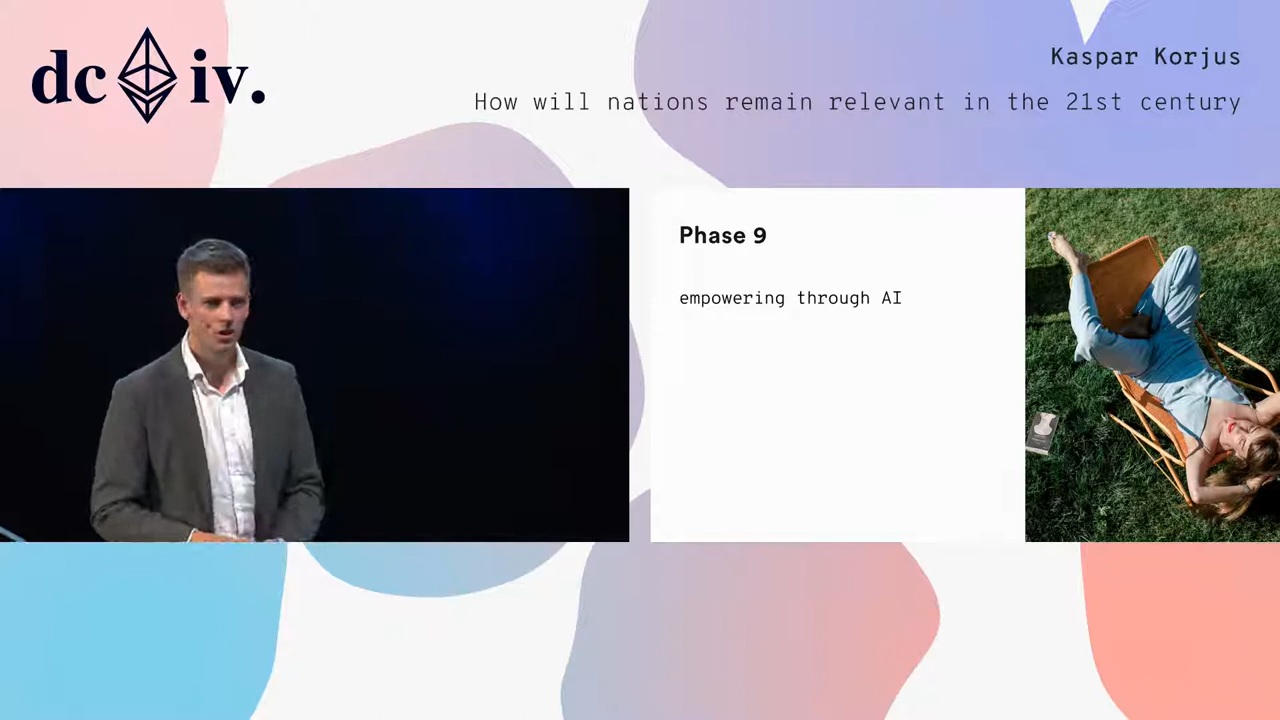 dc iv.
Kaspar Korjus
How will nations remain relevant in the 21st century
Phase 9
empowering through AI